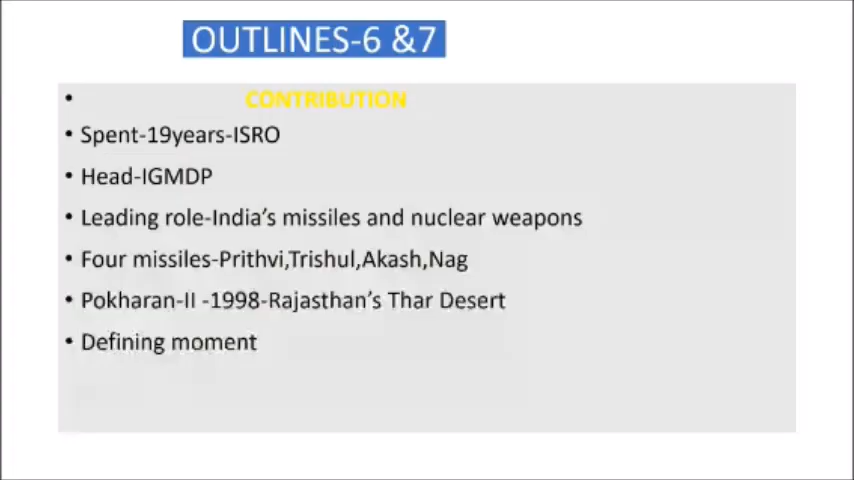 OUTLINES-6 &7
• CONTRIBUTION
• Spent-19years-ISRO
• Head-IGMDP
• Leading role-India's missiles and nuclear weapons
• Four missiles-Prithvi,Trishul,Akash,Nag
• Pokharan-II -1998-Rajasthan's Thar Desert
• Defining moment